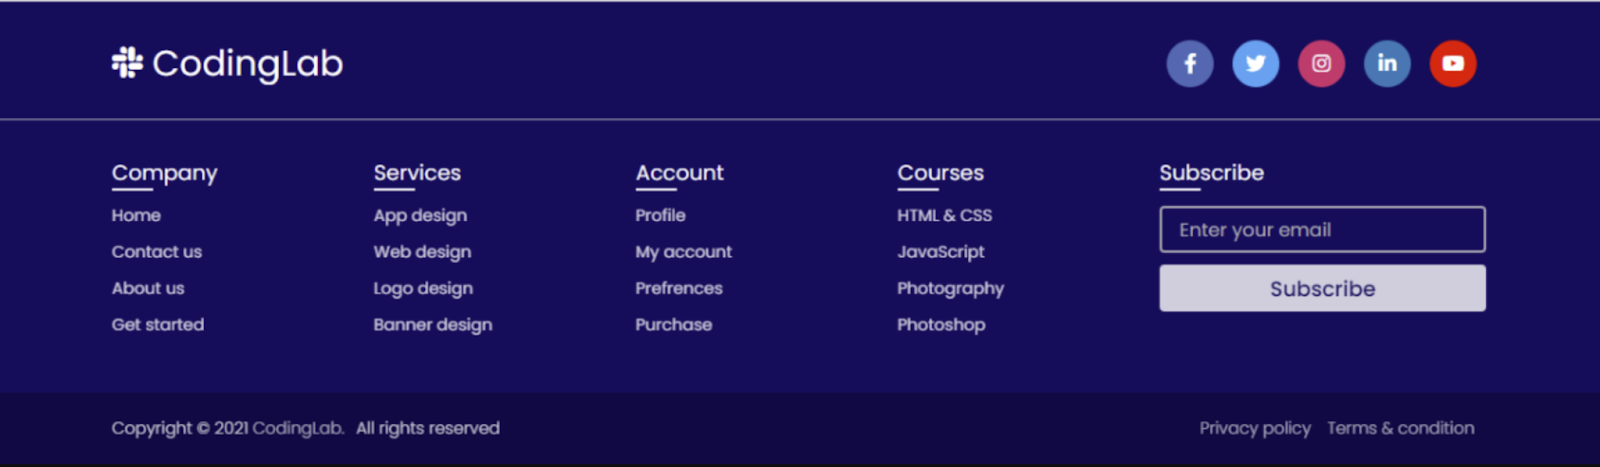 CodingLab
Company
Home
Contact us
About us
Get started
Services
App design
Web design
Logo design
Banner design
Account
Profile
My account
Prefrences
Purchase
Courses
HTML & CSS
JavaScript
Photography
Photoshop
Subscribe
Enter your email
Subscribe
Copyright © 2021 CodingLab. All rights reserved
Privacy policy Terms & condition